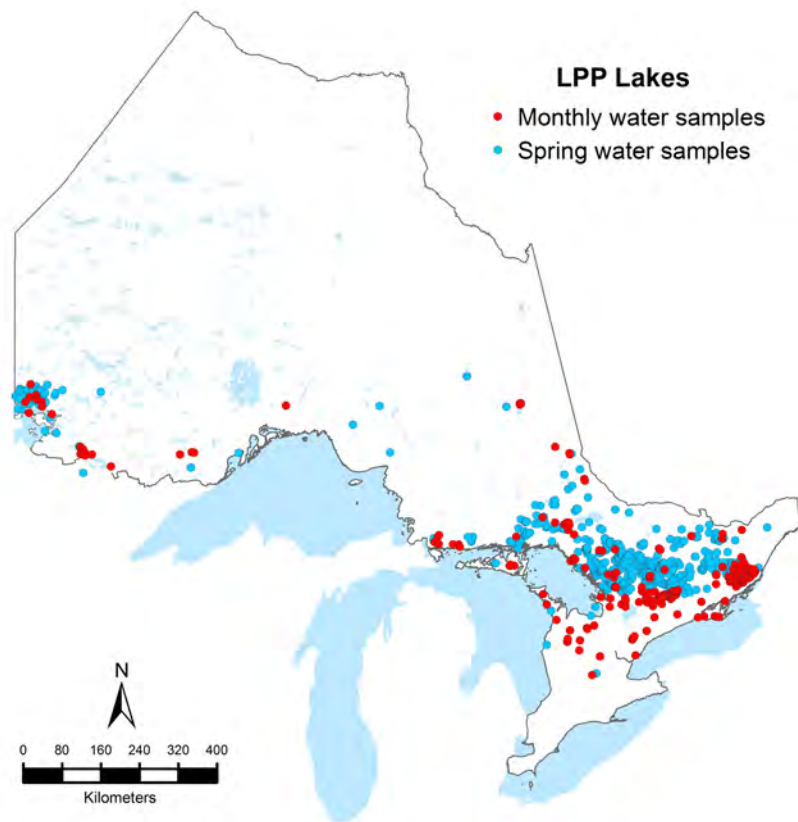 LPP Lakes
Monthly water samples
Spring water samples
N
0 80 160 240 320 400
Kilometers